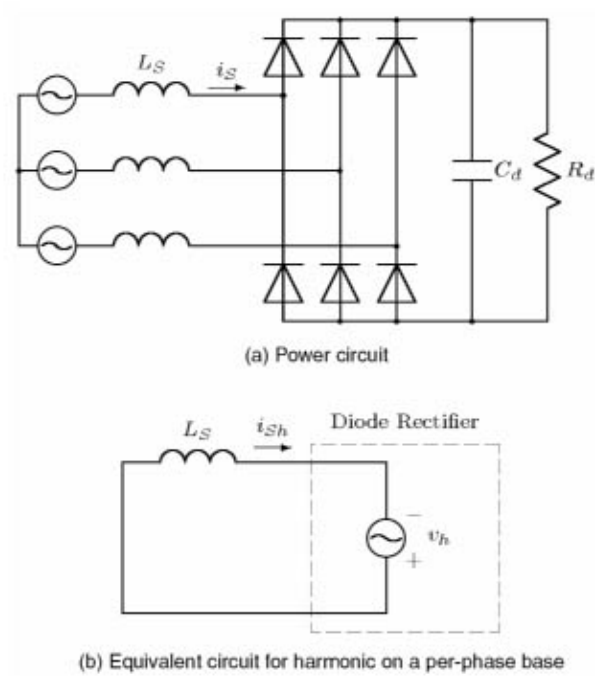 L_S
i_S
C_d
R_d
(a) Power circuit
Diode Rectifier
L_S
i_Sh
−
v_h
+
(b) Equivalent circuit for harmonic on a per-phase base